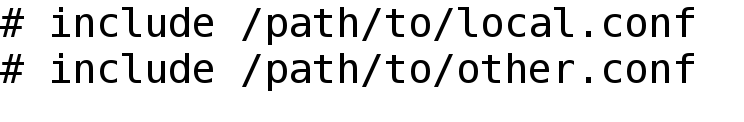 # include /path/to/local.conf
# include /path/to/other.conf